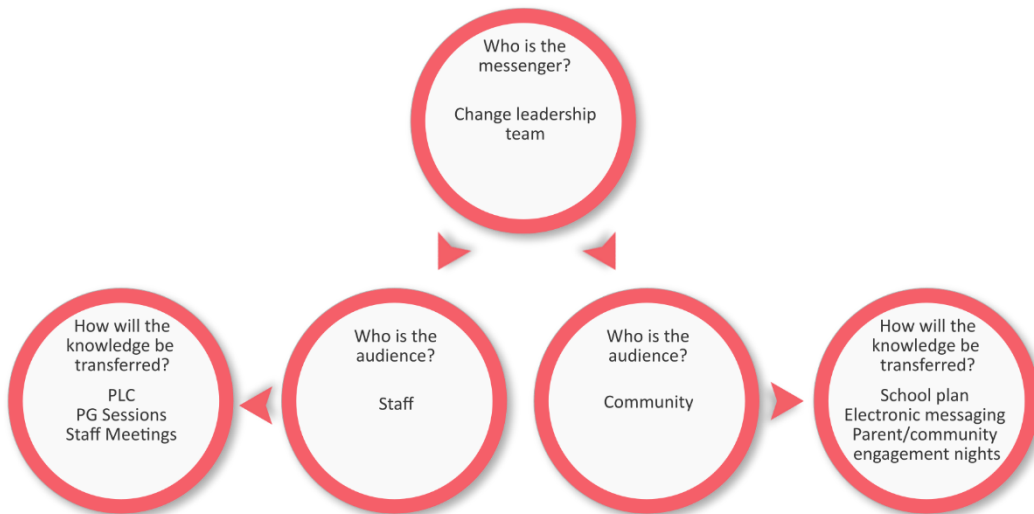 Who is the
messenger?
Change leadership
team
How will the
knowledge be
transferred?
PLC
PG Sessions
Staff Meetings
Who is the
audience?
Staff
Who is the
audience?
Community
How will the
knowledge be
transferred?
School plan
Electronic messaging
Parent/community
engagement nights